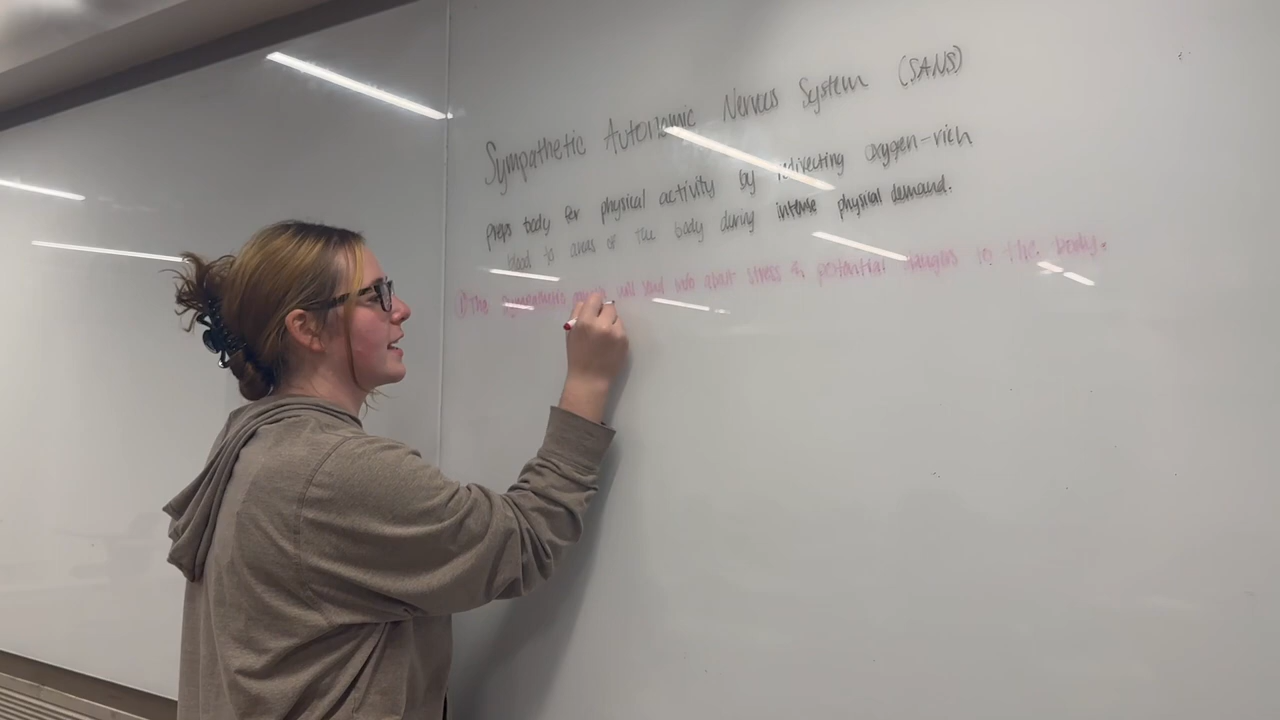 Sympathetic Autonomic Nervous System (SANS)
preps body for physical activity by redirecting oxygen-rich
blood to areas of the body during intense physical demand.
① The sympathetic will send info about stress & potential dangers to the body.